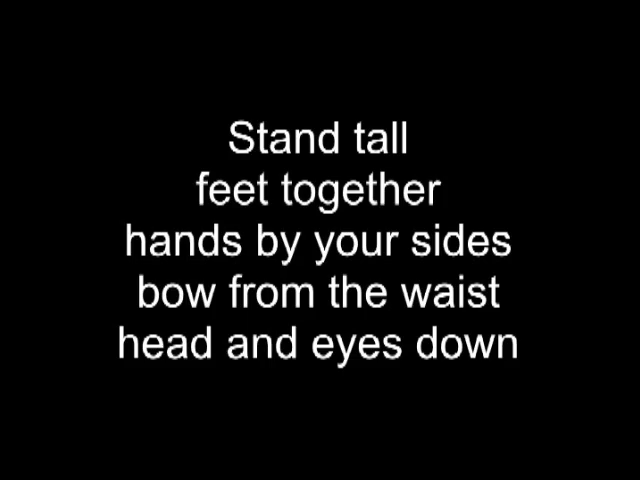 Stand tall
feet together
hands by your sides
bow from the waist
head and eyes down